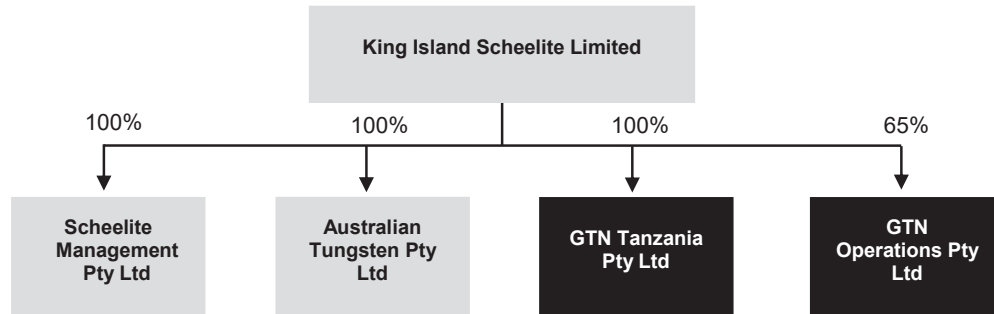 King Island Scheelite Limited
100%
100%
100%
65%
Scheelite
Management
Pty Ltd
Australian
Tungsten Pty
Ltd
GTN Tanzania
Pty Ltd
GTN
Operations Pty
Ltd